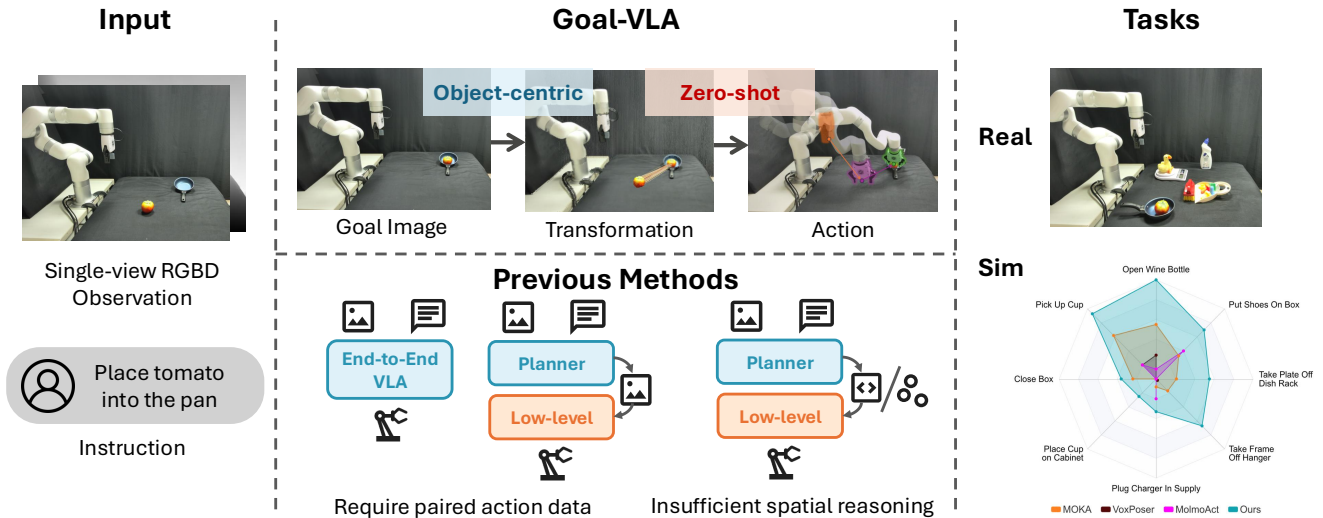 Input
Single-view RGBD
Observation
Place tomato
into the pan
Instruction
Goal-VLA
Object-centric
Zero-shot
Goal Image
Transformation
Action
Previous Methods
End-to-End
VLA
Planner
Low-level
Planner
Low-level
Require paired action data
Insufficient spatial reasoning
Tasks
Real
Sim
Open Wine Bottle
Pick Up Cup
Put Shoes On Box
Close Box
Take Plate Off
Dish Rack
Place Cup
on Cabinet
Take Frame
Off Hanger
Plug Charger In Supply
MOKA
VoxPoser
MolmoAct
Ours